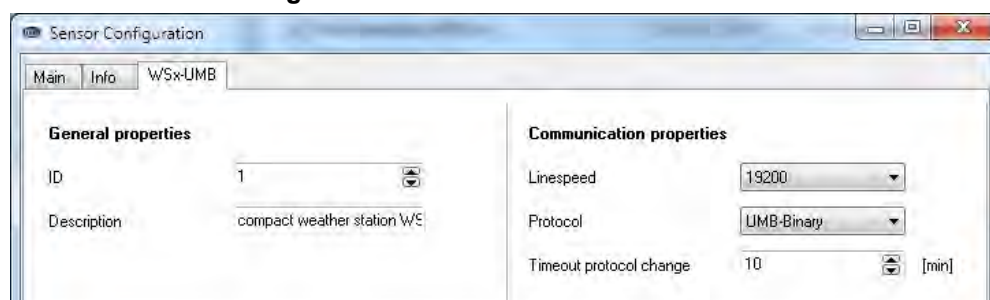 Sensor Configuration
Main Info WSx-UMB
General properties
ID 1
Description compact weather station WS
Communication properties
Linespeed 19200
Protocol UMB-Binary
Timeout protocol change 10 [min]